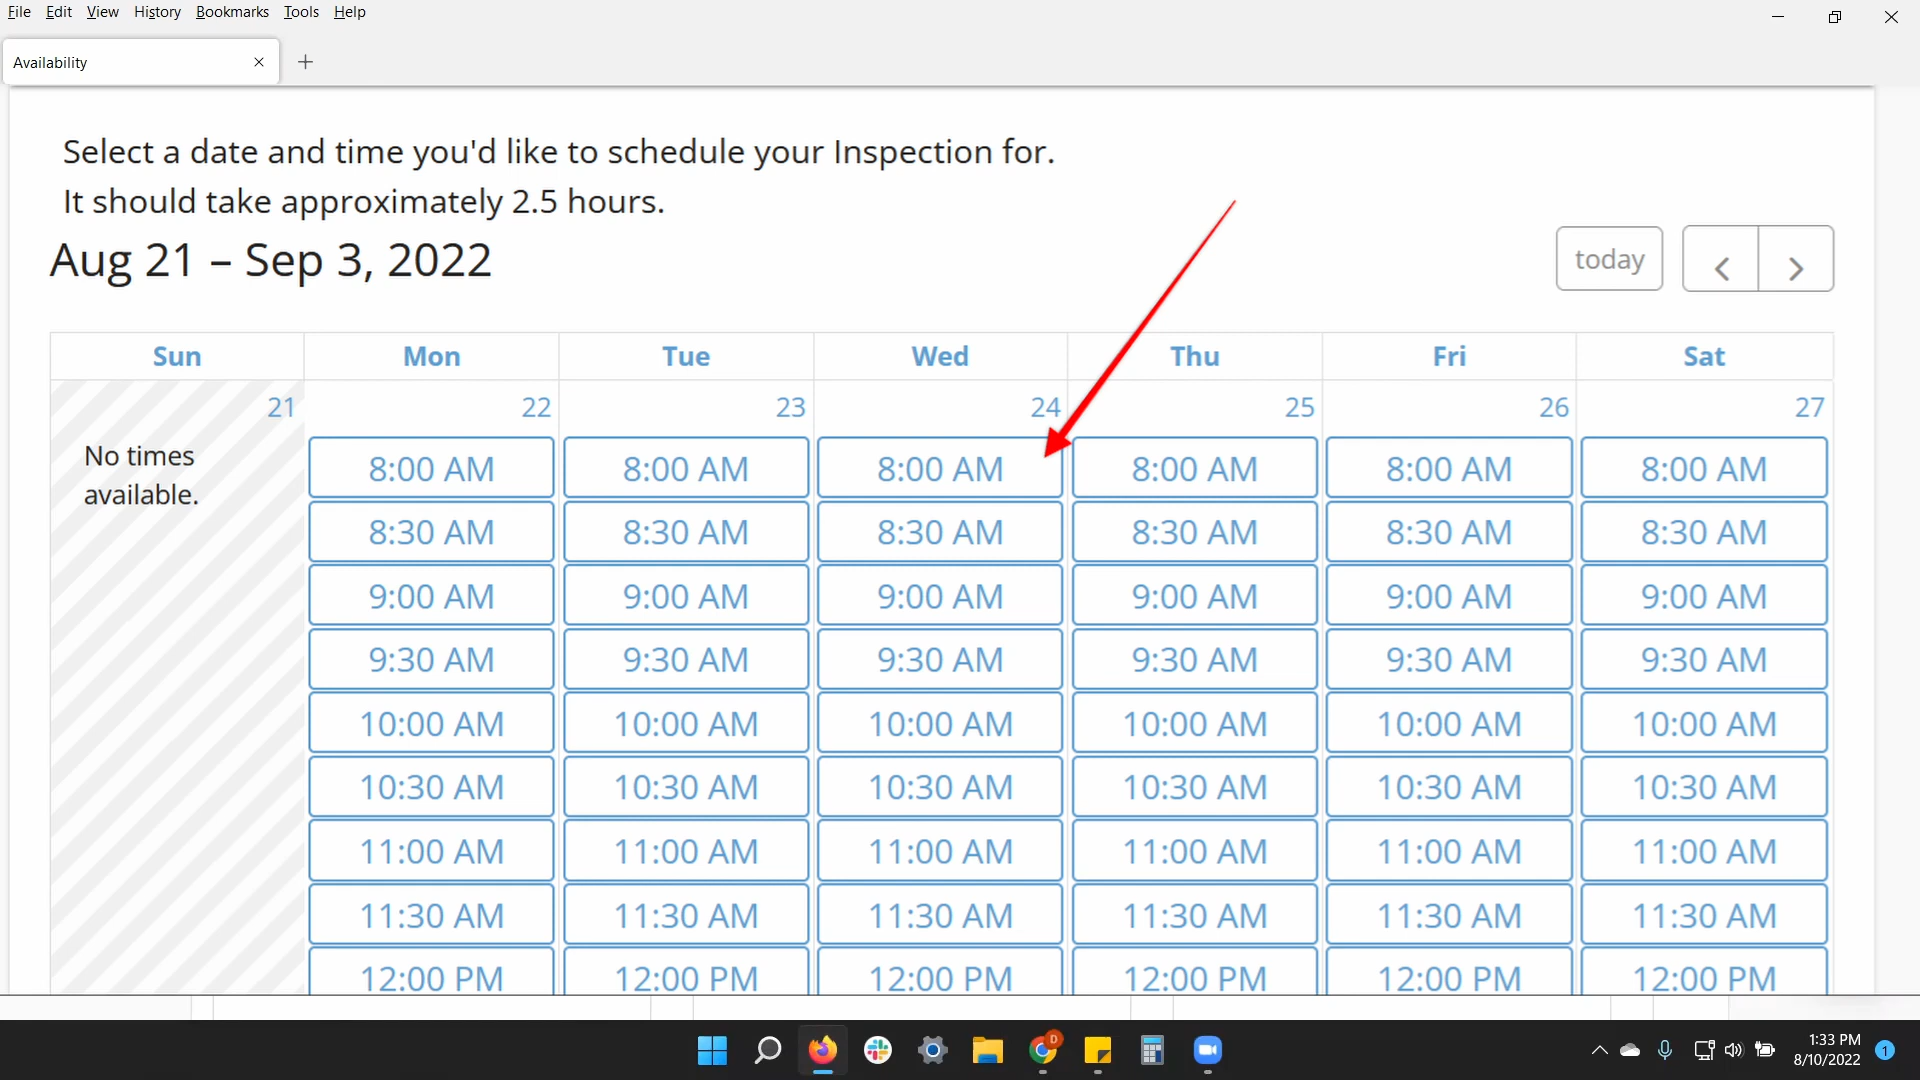 File Edit View History Bookmarks Tools Help
Availability
Select a date and time you'd like to schedule your Inspection for.
It should take approximately 2.5 hours.
Aug 21 – Sep 3, 2022
today
Sun Mon Tue Wed Thu Fri Sat
21 22 23 24 25 26 27
No times
available.
8:00 AM 8:00 AM 8:00 AM 8:00 AM 8:00 AM 8:00 AM
8:30 AM 8:30 AM 8:30 AM 8:30 AM 8:30 AM 8:30 AM
9:00 AM 9:00 AM 9:00 AM 9:00 AM 9:00 AM 9:00 AM
9:30 AM 9:30 AM 9:30 AM 9:30 AM 9:30 AM 9:30 AM
10:00 AM 10:00 AM 10:00 AM 10:00 AM 10:00 AM 10:00 AM
10:30 AM 10:30 AM 10:30 AM 10:30 AM 10:30 AM 10:30 AM
11:00 AM 11:00 AM 11:00 AM 11:00 AM 11:00 AM 11:00 AM
11:30 AM 11:30 AM 11:30 AM 11:30 AM 11:30 AM 11:30 AM
12:00 PM 12:00 PM 12:00 PM 12:00 PM 12:00 PM 12:00 PM
D
1:33 PM
8/10/2022
1